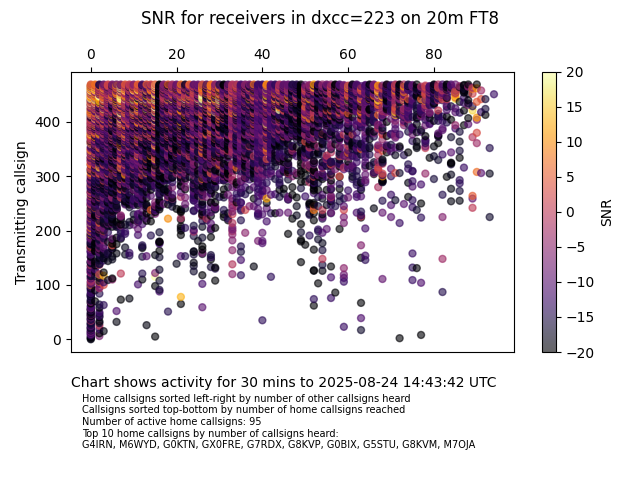 SNR for receivers in dxcc=223 on 20m FT8
0 20 40 60 80
400
300
200
100
0
Transmitting callsign
20
15
10
5
0
−5
−10
−15
−20
SNR
Chart shows activity for 30 mins to 2025-08-24 14:43:42 UTC
Home callsigns sorted left-right by number of other callsigns heard
Callsigns sorted top-bottom by number of home callsigns reached
Number of active home callsigns: 95
Top 10 home callsigns by number of callsigns heard:
G4IRN, M6WYD, G0KTN, GX0FRE, G7RDX, G8KVP, G0BIX, G5STU, G8KVM, M7OJA